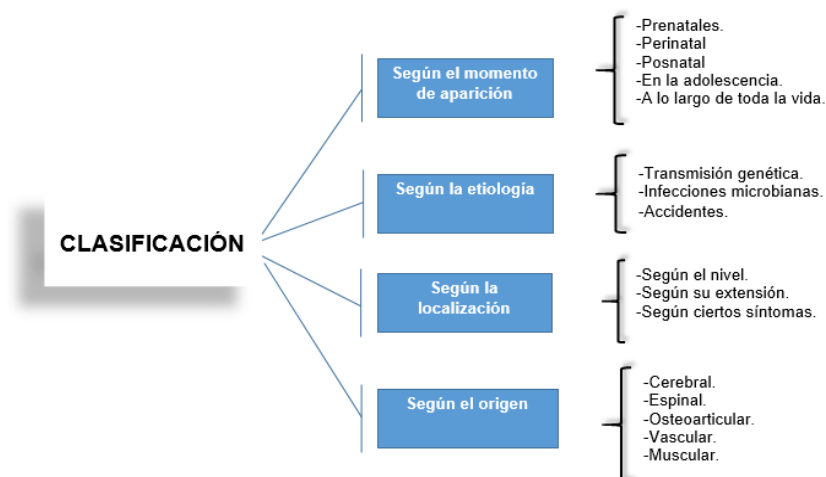 CLASIFICACIÓN
Según el momento
de aparición
-Prenatales.
-Perinatal
-Posnatal
-En la adolescencia.
-A lo largo de toda la vida.
Según la etiología
-Transmisión genética.
-Infecciones microbianas.
-Accidentes.
Según la
localización
-Según el nivel.
-Según su extensión.
-Según ciertos síntomas.
Según el origen
-Cerebral.
-Espinal.
-Osteoarticular.
-Vascular.
-Muscular.